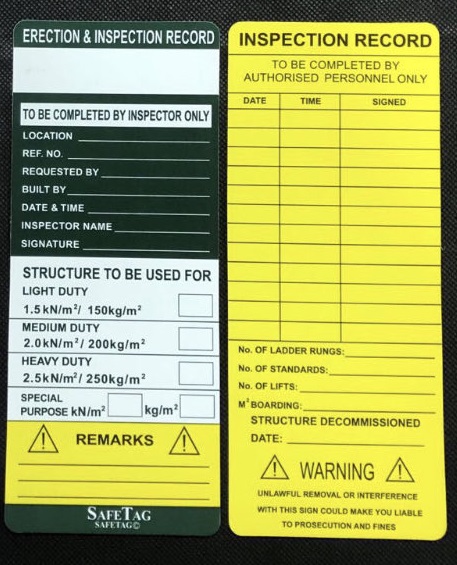 ERECTION & INSPECTION RECORD
TO BE COMPLETED BY INSPECTOR ONLY
LOCATION
REF. NO.
REQUESTED BY
BUILT BY
DATE & TIME
INSPECTOR NAME
SIGNATURE
STRUCTURE TO BE USED FOR
LIGHT DUTY
1.5kN/m²/ 150kg/m²
MEDIUM DUTY
2.0kN/m²/ 200kg/m²
HEAVY DUTY
2.5kN/m²/ 250kg/m²
SPECIAL
PURPOSE kN/m² kg/m²
REMARKS
SAFETAG
SAFETAG©
INSPECTION RECORD
TO BE COMPLETED BY
AUTHORISED PERSONNEL ONLY
DATE TIME SIGNED
No. OF LADDER RUNGS:
No. OF STANDARDS:
No. OF LIFTS:
M² BOARDING:
STRUCTURE DECOMMISSIONED
DATE:
WARNING
UNLAWFUL REMOVAL OR INTERFERENCE
WITH THIS SIGN COULD MAKE YOU LIABLE
TO PROSECUTION AND FINES